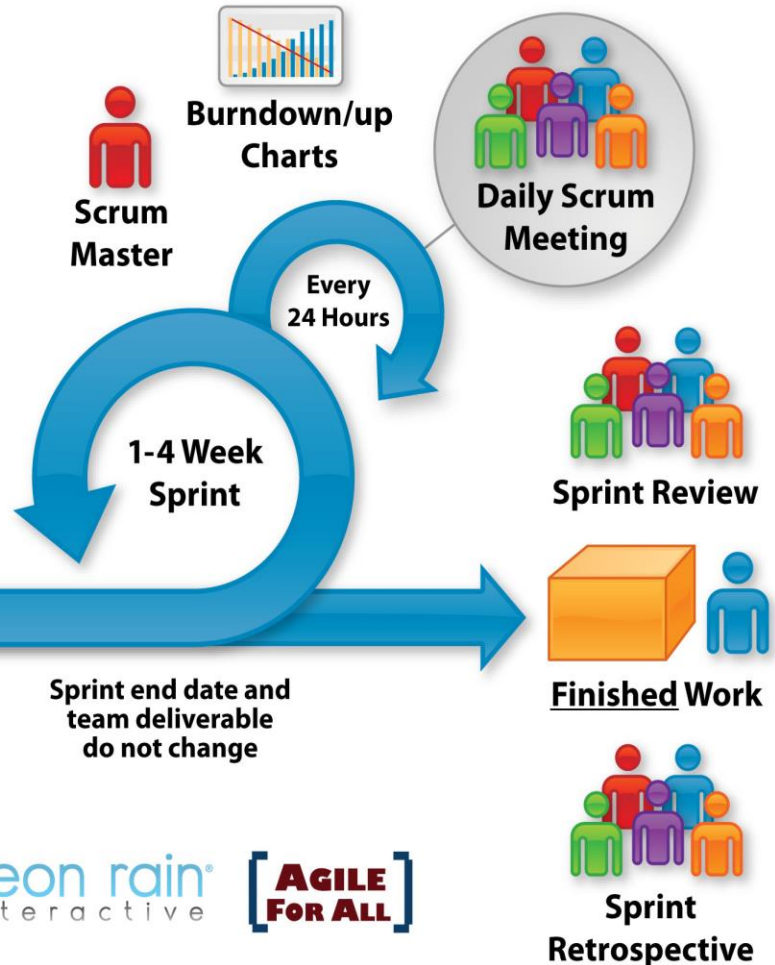 Burndown/up
Charts
Scrum
Master
Daily Scrum
Meeting
Every
24 Hours
1-4 Week
Sprint
Sprint Review
Sprint end date and
team deliverable
do not change
Finished Work
eon rain®
teractive
AGILE
FOR ALL
Sprint
Retrospective